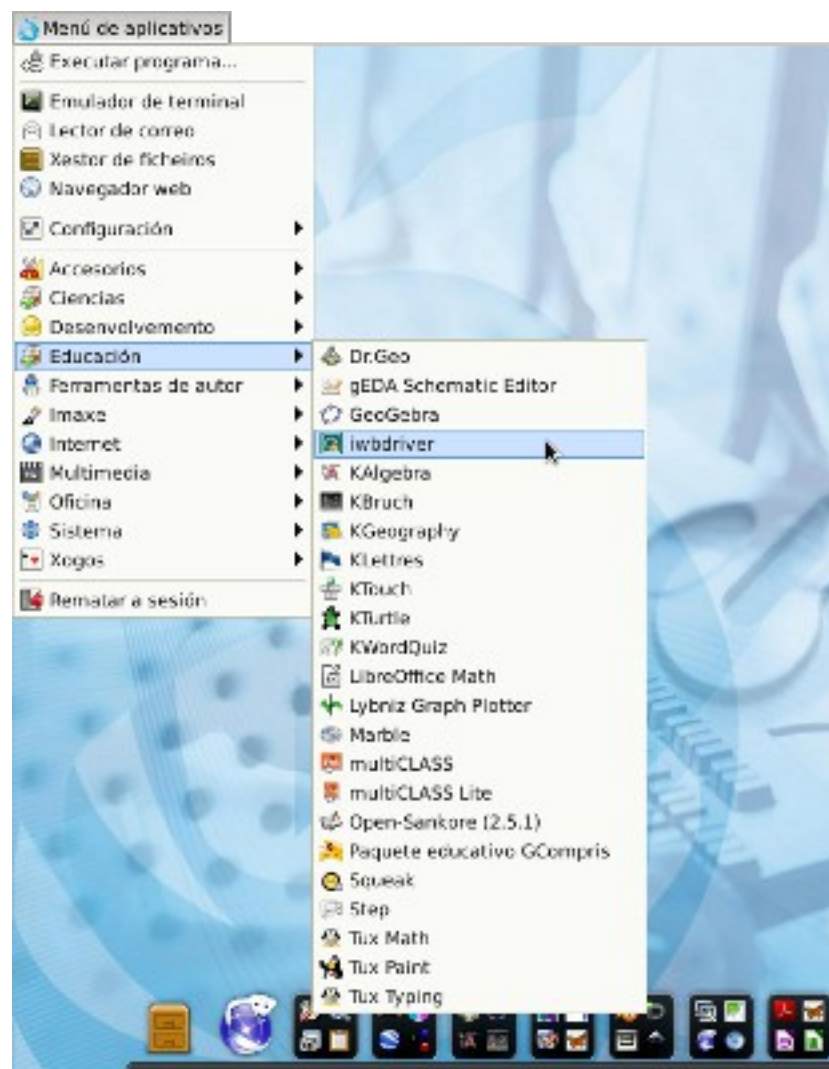 Menú de aplicativos
Executar programa...
Emulador de terminal
Lector de correo
Xestor de ficheiros
Navegador web
Configuración
Accesorios
Ciencias
Desenvolvemento
Educación
Ferramentas de autor
Imaxe
Internet
Multimedia
Oficina
Sistema
Xogos
Rematar a sesión
Dr.Geo
gEDA Schematic Editor
GeoGebra
iwbdriver
KAlgebra
KBruch
KGeography
KLettres
KTouch
KTurtle
KWordQuiz
LibreOffice Math
Lybniz Graph Plotter
Marble
multiCLASS
multiCLASS Lite
Open-Sankore (2.5.1)
Paquete educativo GCompris
Squeak
Step
Tux Math
Tux Paint
Tux Typing